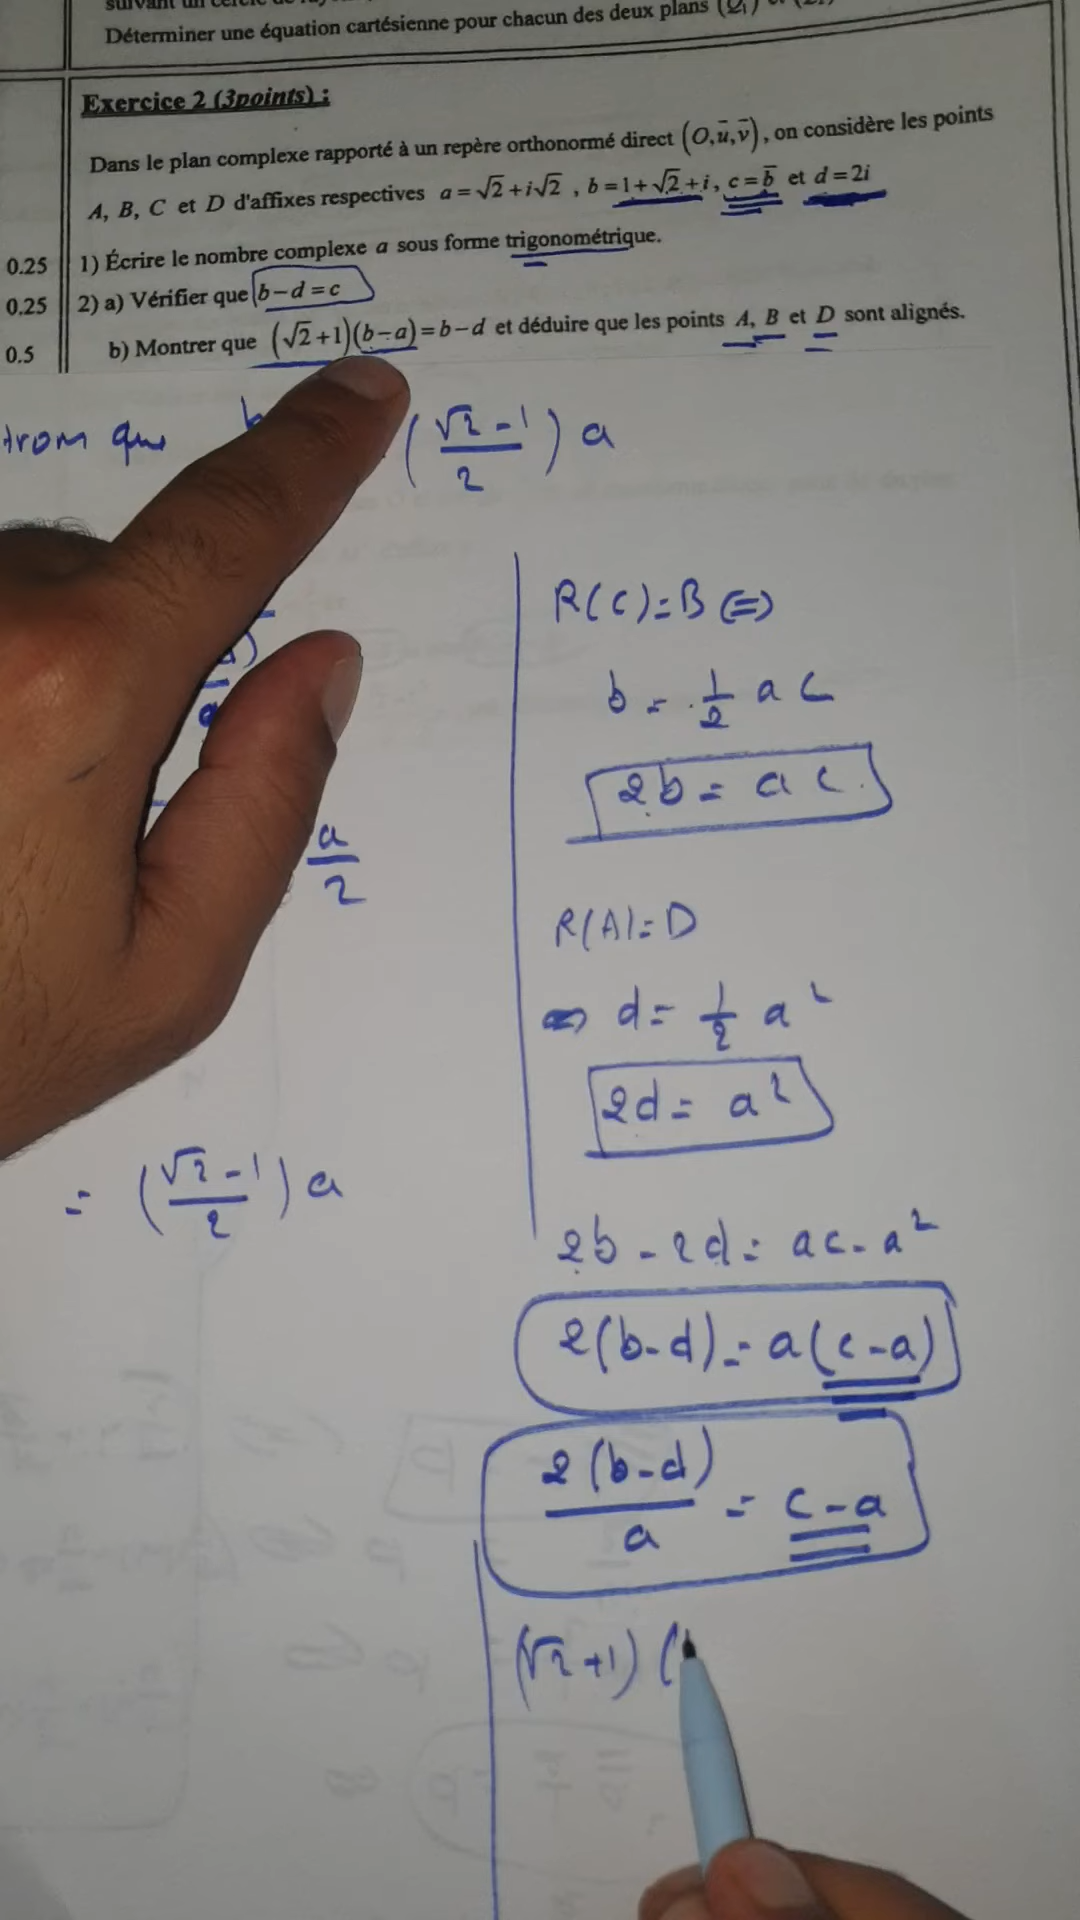 Déterminer une équation cartésienne pour chacun des deux plans
Exercice 2 (3points) :
Dans le plan complexe rapporté à un repère orthonormé direct (O,u̅,v̅), on considère les points
A, B, C et D d'affixes respectives a = √2 + i√2 , b = 1 + √2 + i, c = b̅ et d = 2i
0.25 1) Écrire le nombre complexe a sous forme trigonométrique.
0.25 2) a) Vérifier que b − d = c
0.5 b) Montrer que (√2 + 1)(b − a) = b − d et déduire que les points A, B et D sont alignés.
que ((√2 - 1)/2) a
R(C) = B ⇔
b = 1/2 a c
2b = a c
a/2
R(A) = D
⇔ d = 1/2 a²
2d = a²
= ((√2 - 1)/2) a
2b - 2d = ac - a²
2(b-d) = a(c-a)
2(b-d)/a = c-a
(√2 + 1) (